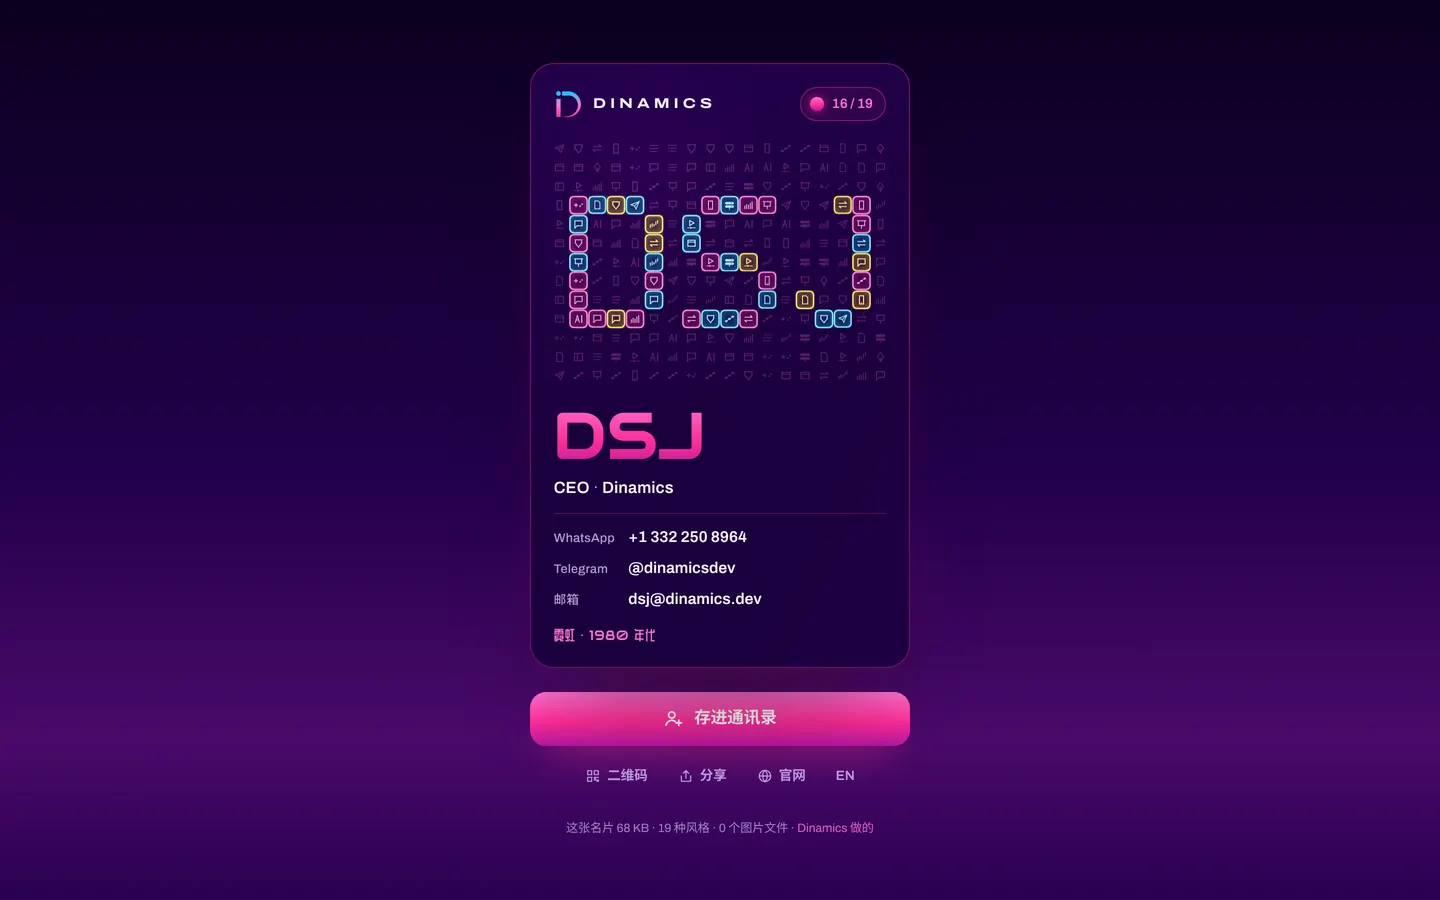 DINAMICS
16 / 19
DSJ
CEO · Dinamics
WhatsApp +1 332 250 8964
Telegram @dinamicsdev
邮箱 dsj@dinamics.dev
霓虹 · 1980 年代
存进通讯录
二维码 分享 官网 EN
这张名片 68 KB · 19 种风格 · 0 个图片文件 · Dinamics 做的